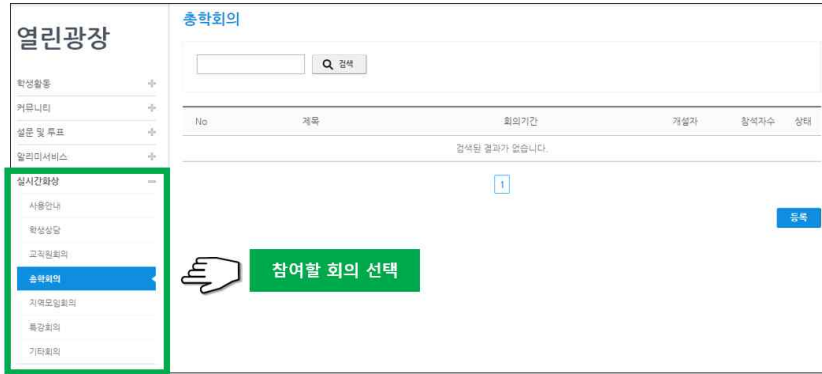 열린광장
학생활동
커뮤니티
설문 및 투표
알리미서비스
실시간화상
사용안내
학생상담
교직원회의
총학회의
지역모임회의
특강회의
기타회의
총학회의
검색
No 제목 회의기간 개설자 참석자수 상태
검색된 결과가 없습니다.
1
등록
참여할 회의 선택